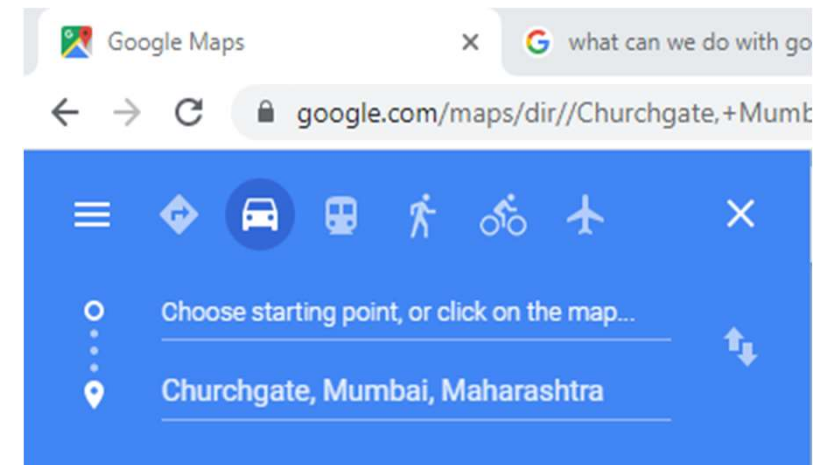 Google Maps
what can we do with go
google.com/maps/dir//Churchgate,+Mumb
Choose starting point, or click on the map...
Churchgate, Mumbai, Maharashtra